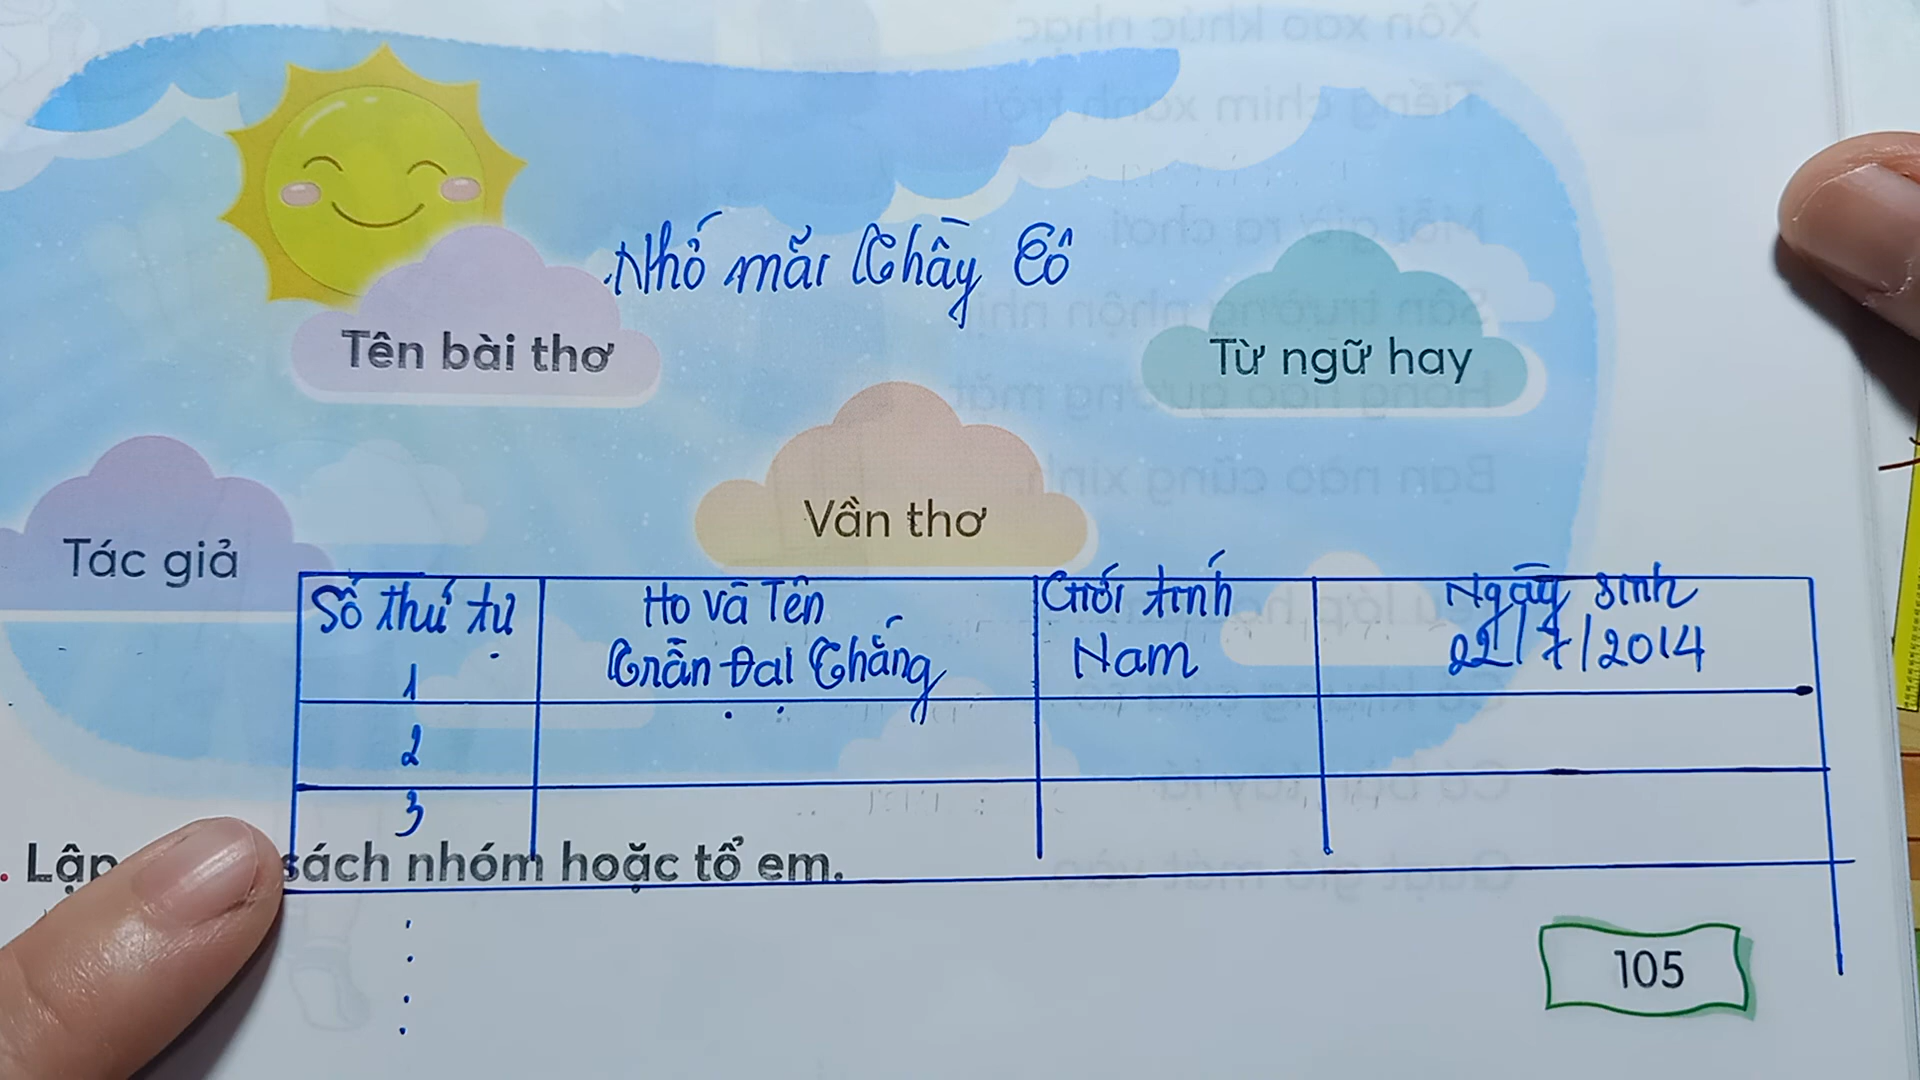 Nhớ mãi Thầy Cô
Tên bài thơ
Từ ngữ hay
Vần thơ
Tác giả
Số thứ tự Họ và Tên Giới tính Ngày sinh
1 Trần Đại Thắng Nam 22/7/2014
2
3
sách nhóm hoặc tổ em.
105